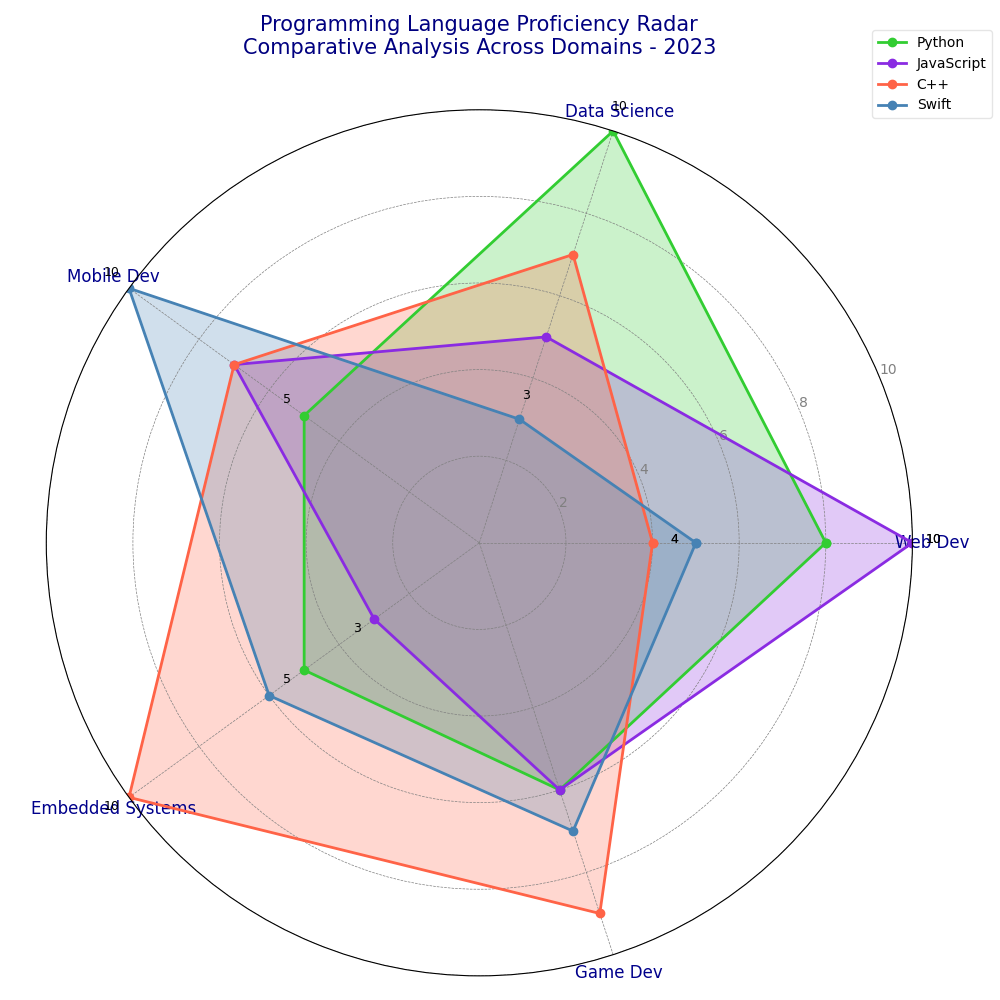 Programming Language Proficiency Radar
Comparative Analysis Across Domains - 2023
Python
JavaScript
C++
Swift
10
Data Science
10
Mobile Dev
10
8
6
4
2
5
3
4
10
Web Dev
3
5
10
Embedded Systems
Game Dev